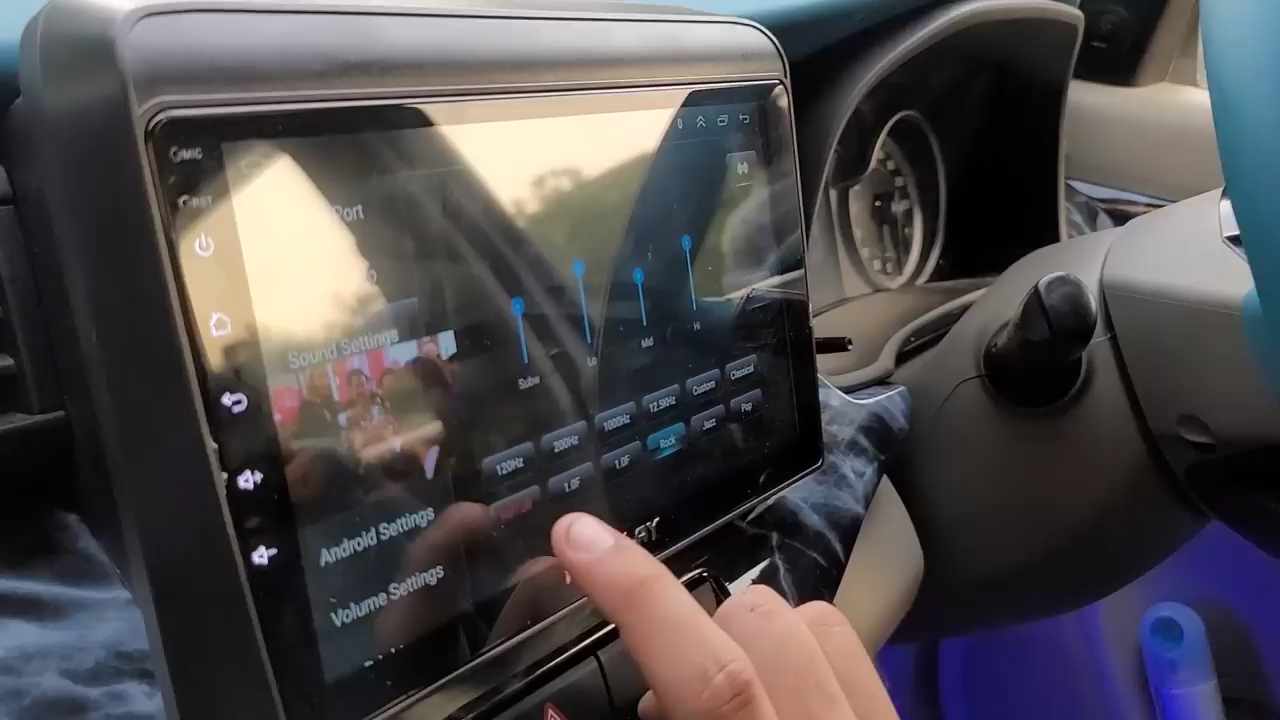 MIC
RST
Port
Sound Settings
Android Settings
Volume Settings
Subw
Lo
Mid
Hi
120Hz
200Hz
1000Hz
12.5KHz
Custom
Classical
1.0F
1.0F
Rock
Jazz
Pop